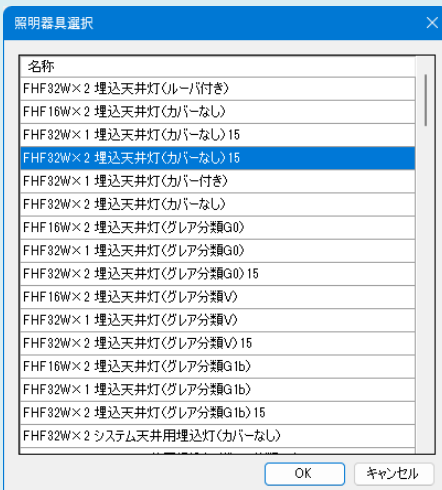 照明器具選択
名称
FHF32W×2 埋込天井灯(ルーバ付き)
FHF16W×2 埋込天井灯(カバーなし)
FHF32W×1 埋込天井灯(カバーなし)15
FHF32W×2 埋込天井灯(カバーなし)15
FHF32W×1 埋込天井灯(カバー付き)
FHF32W×2 埋込天井灯(カバーなし)
FHF16W×2 埋込天井灯(グレア分類G0)
FHF32W×1 埋込天井灯(グレア分類G0)
FHF32W×2 埋込天井灯(グレア分類G0)15
FHF16W×2 埋込天井灯(グレア分類V)
FHF32W×1 埋込天井灯(グレア分類V)
FHF32W×2 埋込天井灯(グレア分類V)15
FHF16W×2 埋込天井灯(グレア分類G1b)
FHF32W×1 埋込天井灯(グレア分類G1b)
FHF32W×2 埋込天井灯(グレア分類G1b)15
FHF32W×2 システム天井用埋込灯(カバーなし)
OK キャンセル